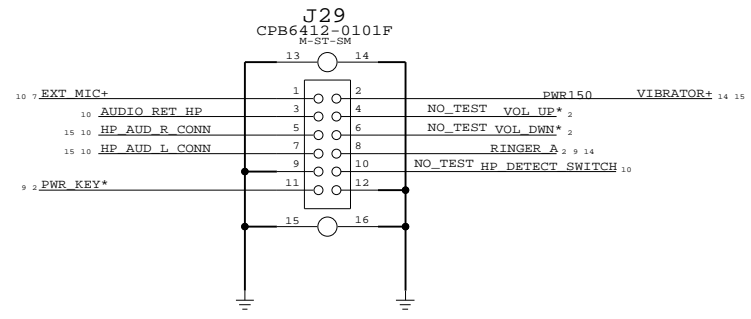 J29
CPB6412-0101F
M-ST-SM
13 14
10 7 EXT_MIC+ 1 2 PWR150 VIBRATOR+ 14 15
10 AUDIO_RET_HP 3 4 NO_TEST VOL_UP* 2
15 10 HP_AUD_R_CONN 5 6 NO_TEST VOL_DWN* 2
15 10 HP_AUD_L_CONN 7 8 RINGER_A 2 9 14
9 10 NO_TEST HP_DETECT_SWITCH 10
9 2 PWR_KEY* 11 12
15 16